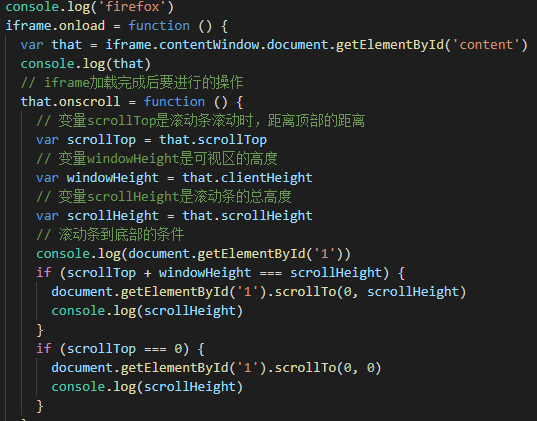 console.log('firefox')
iframe.onload = function () {
  var that = iframe.contentWindow.document.getElementById('content')
  console.log(that)
  // iframe加载完成后要进行的操作
  that.onscroll = function () {
    // 变量scrollTop是滚动条滚动时，距离顶部的距离
    var scrollTop = that.scrollTop
    // 变量windowHeight是可视区的高度
    var windowHeight = that.clientHeight
    // 变量scrollHeight是滚动条的总高度
    var scrollHeight = that.scrollHeight
    // 滚动条到底部的条件
    console.log(document.getElementById('1'))
    if (scrollTop + windowHeight === scrollHeight) {
      document.getElementById('1').scrollTo(0, scrollHeight)
      console.log(scrollHeight)
    }
    if (scrollTop === 0) {
      document.getElementById('1').scrollTo(0, 0)
      console.log(scrollHeight)
    }